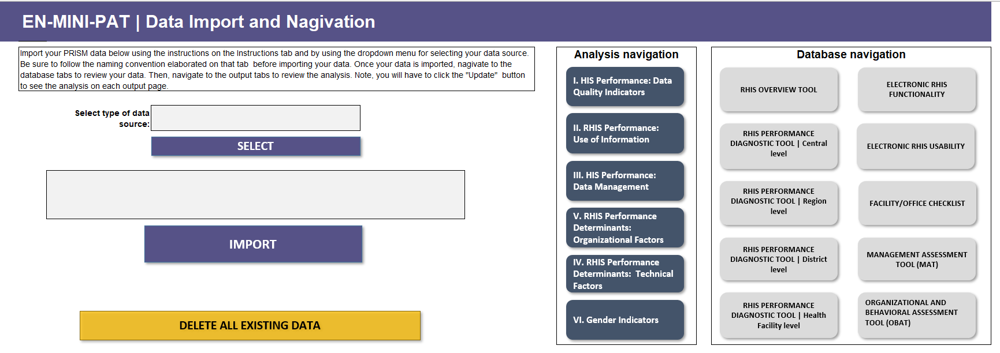 EN-MINI-PAT | Data Import and Nagivation
Import your PRISM data below using the instructions on the Instructions tab and by using the dropdown menu for selecting your data source.
Be sure to follow the naming convention elaborated on that tab  before importing your data. Once your data is imported, nagivate to the
database tabs to review your data. Then, navigate to the output tabs to review the analysis. Note, you will have to click the "Update"  button
to see the analysis on each output page.
Select type of data
source:
SELECT
IMPORT
DELETE ALL EXISTING DATA
Analysis navigation
I. HIS Performance: Data
Quality Indicators
II. RHIS Performance:
Use of Information
III. HIS Performance:
Data Management
V. RHIS Performance
Determinants:
Organizational Factors
IV. RHIS Performance
Determinants:  Technical
Factors
VI. Gender Indicators
Database navigation
RHIS OVERVIEW TOOL
RHIS PERFORMANCE
DIAGNOSTIC TOOL | Central
level
RHIS PERFORMANCE
DIAGNOSTIC TOOL | Region
level
RHIS PERFORMANCE
DIAGNOSTIC TOOL | District
level
RHIS PERFORMANCE
DIAGNOSTIC TOOL | Health
Facility level
ELECTRONIC RHIS
FUNCTIONALITY
ELECTRONIC RHIS USABILITY
FACILITY/OFFICE CHECKLIST
MANAGEMENT ASSESSMENT
TOOL (MAT)
ORGANIZATIONAL AND
BEHAVIORAL ASSESSMENT
TOOL (OBAT)